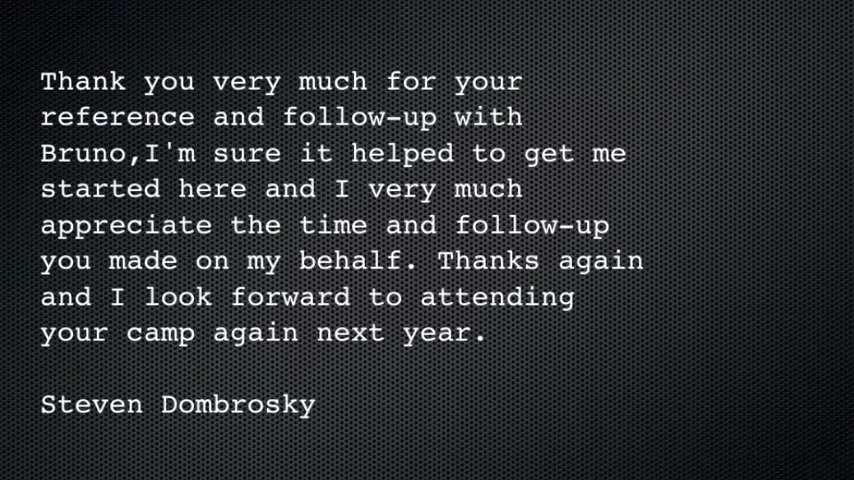 Thank you very much for your
reference and follow-up with
Bruno,I'm sure it helped to get me
started here and I very much
appreciate the time and follow-up
you made on my behalf. Thanks again
and I look forward to attending
your camp again next year.
Steven Dombrosky